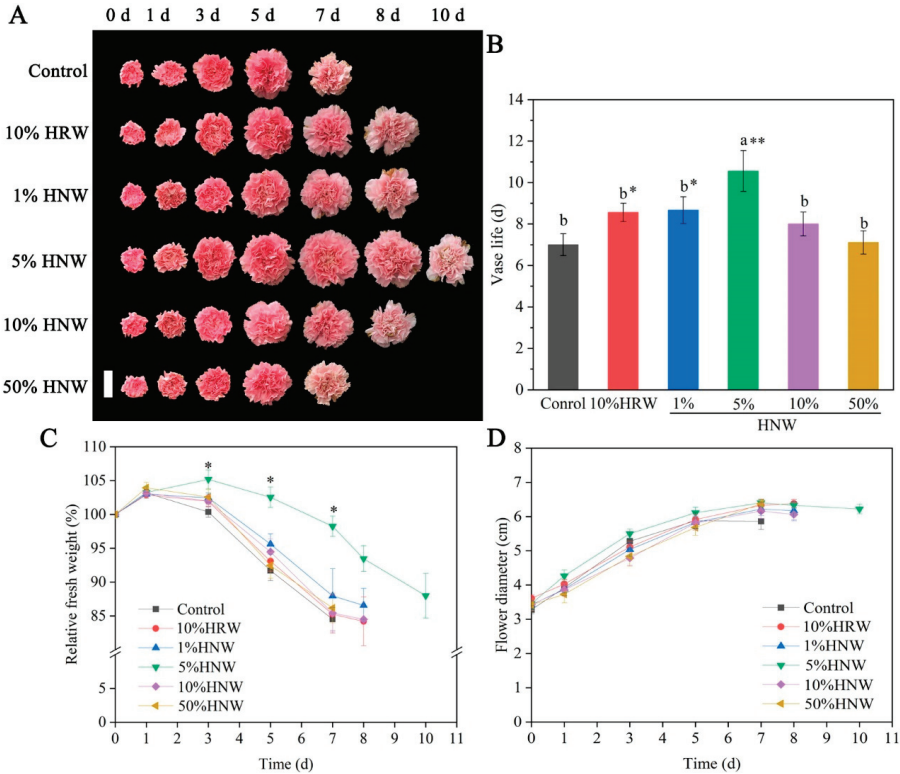 A
0 d 1 d 3 d 5 d 7 d 8 d 10 d
Control
10% HRW
1% HNW
5% HNW
10% HNW
50% HNW
B
Vase life (d)
14
12
10
8
6
4
2
0
b
b*
b*
a**
b
b
Conrol 10%HRW 1% 5% 10% 50%
HNW
C
Relative fresh weight (%)
110
105
100
95
90
85
5
0
*
*
*
Control
10%HRW
1%HNW
5%HNW
10%HNW
50%HNW
0 1 2 3 4 5 6 7 8 9 10 11
Time (d)
D
Flower diameter (cm)
8
7
6
5
4
3
2
1
0
Control
10%HRW
1%HNW
5%HNW
10%HNW
50%HNW
0 1 2 3 4 5 6 7 8 9 10 11
Time (d)